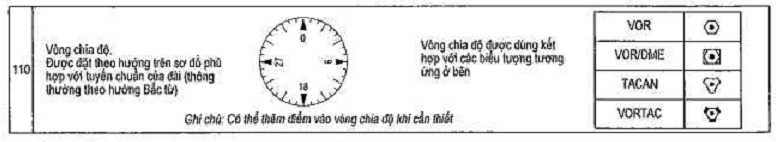 110
Vòng chia độ.
Được đặt theo hướng trên sơ đồ phù
hợp với tuyến chuẩn của đài (thông
thường theo hướng Bắc từ)
0
9
18
27
Vòng chia độ được dùng kết
hợp với các biểu tượng tương
ứng ở bên
VOR
VOR/DME
TACAN
VORTAC
Ghi chú: Có thể thêm điểm vào vòng chia độ khi cần thiết